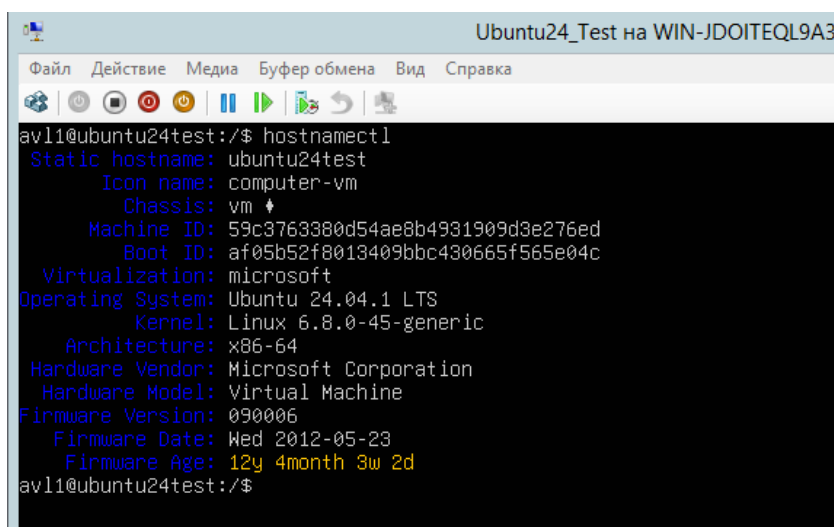 Ubuntu24_Test на WIN-JDOITEQL9A3
Файл Действие Медиа Буфер обмена Вид Справка
avl1@ubuntu24test:/$ hostnamectl
Static hostname: ubuntu24test
Icon name: computer-vm
Chassis: vm ♦
Machine ID: 59c3763380d54ae8b4931909d3e276ed
Boot ID: af05b52f8013409bbc430665f565e04c
Virtualization: microsoft
Operating System: Ubuntu 24.04.1 LTS
Kernel: Linux 6.8.0-45-generic
Architecture: x86-64
Hardware Vendor: Microsoft Corporation
Hardware Model: Virtual Machine
Firmware Version: 090006
Firmware Date: Wed 2012-05-23
Firmware Age: 12y 4month 3w 2d
avl1@ubuntu24test:/$